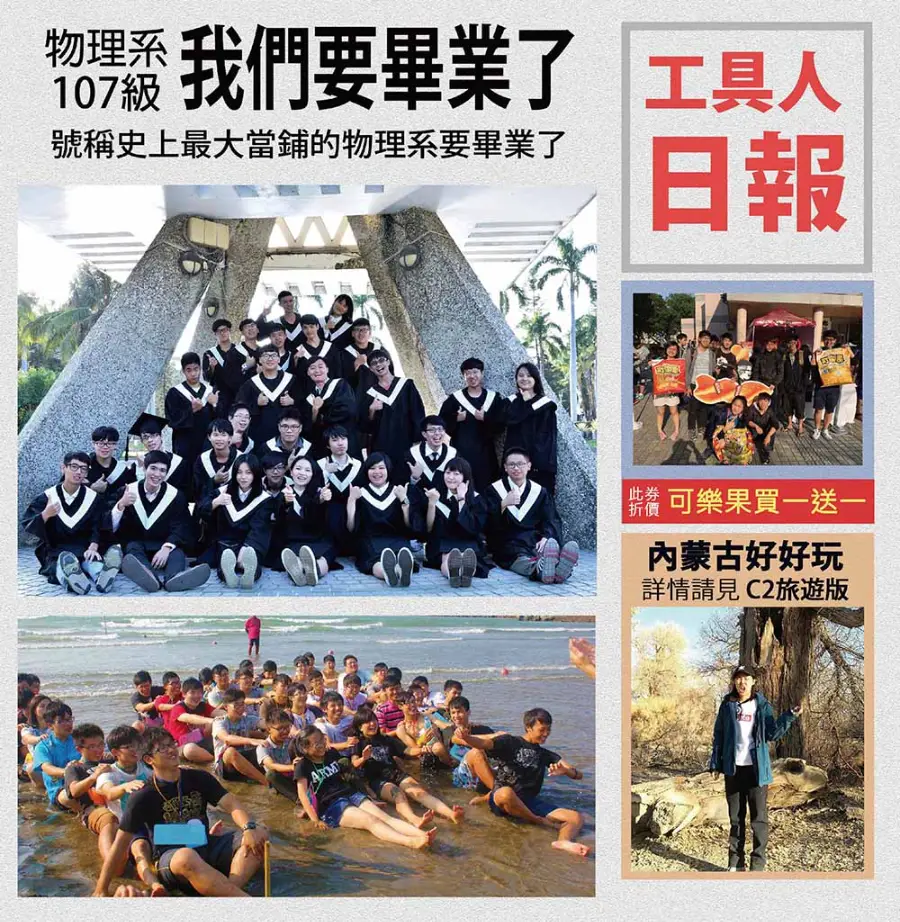 物理系
107級
我們要畢業了
號稱史上最大當鋪的物理系要畢業了
工具人
日報
此券
折價
可樂果買一送一
內蒙古好好玩
詳情請見 C2旅遊版
ARMY